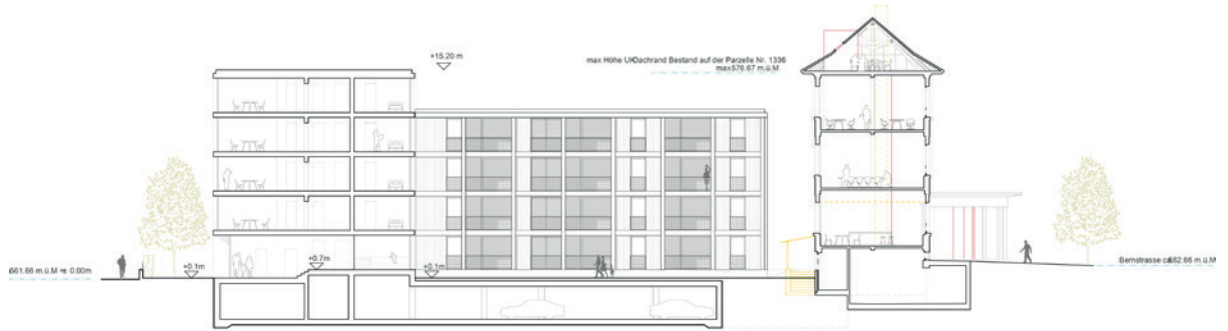 +15.20 m
max Höhe UKDachrand Bestand auf der Parzelle Nr. 1336
max576.67 m.ü.M
+0.7m
+0.1m
+0.1m
661.66 m.ü.M = 0.00m
Bernstrasse ca662.66 m.ü.M